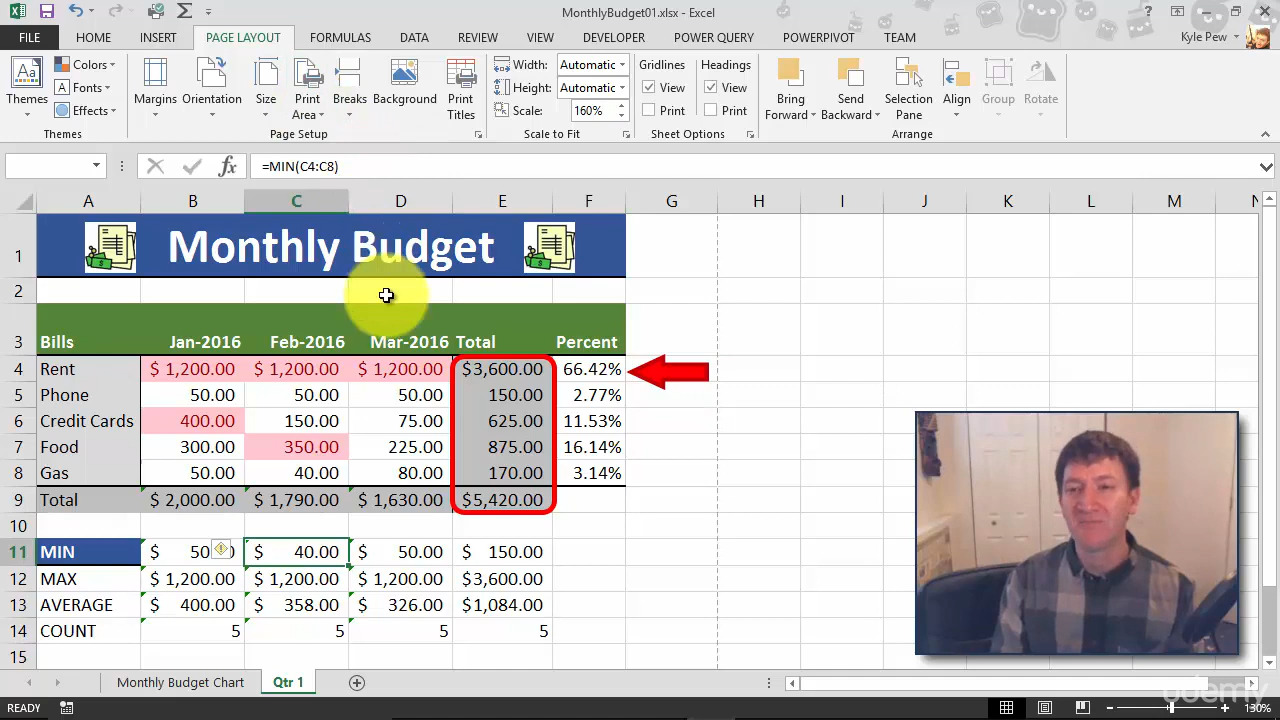 MonthlyBudget01.xlsx - Excel
FILE HOME INSERT PAGE LAYOUT FORMULAS DATA REVIEW VIEW DEVELOPER POWER QUERY POWERPIVOT TEAM Kyle Pew
Themes Colors Fonts Effects Margins Orientation Size Print Area Breaks Background Print Titles Width: Automatic Height: Automatic Scale: 160% Gridlines View Print Headings View Print Bring Forward Send Backward Selection Pane Align Group Rotate
Themes Page Setup Scale to Fit Sheet Options Arrange
fx =MIN(C4:C8)
A B C D E F G H I J K L M N
1 Monthly Budget
2
3 Bills Jan-2016 Feb-2016 Mar-2016 Total Percent
4 Rent $ 1,200.00 $ 1,200.00 $ 1,200.00 $3,600.00 66.42%
5 Phone 50.00 50.00 50.00 150.00 2.77%
6 Credit Cards 400.00 150.00 75.00 625.00 11.53%
7 Food 300.00 350.00 225.00 875.00 16.14%
8 Gas 50.00 40.00 80.00 170.00 3.14%
9 Total $ 2,000.00 $ 1,790.00 $ 1,630.00 $5,420.00
10
11 MIN $ 50 0 $ 40.00 $ 50.00 $ 150.00
12 MAX $ 1,200.00 $ 1,200.00 $ 1,200.00 $3,600.00
13 AVERAGE $ 400.00 $ 358.00 $ 326.00 $1,084.00
14 COUNT 5 5 5 5
15
Monthly Budget Chart Qtr 1
udemy
READY 130%